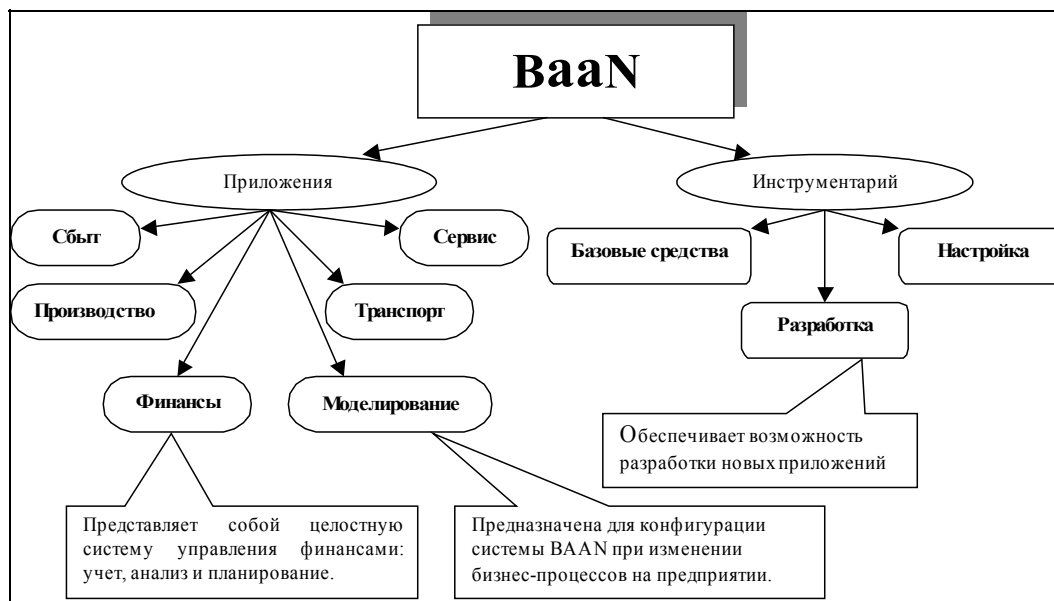 BaaN
Приложения
Инструментарий
Сбыт
Сервис
Базовые средства
Настройка
Производство
Транспорт
Разработка
Финансы
Моделирование
Обеспечивает возможность
разработки новых приложений
Представляет собой целостную
систему управления финансами:
учет, анализ и планирование.
Предназначена для конфигурации
системы BAAN при изменении
бизнес-процессов на предприятии.